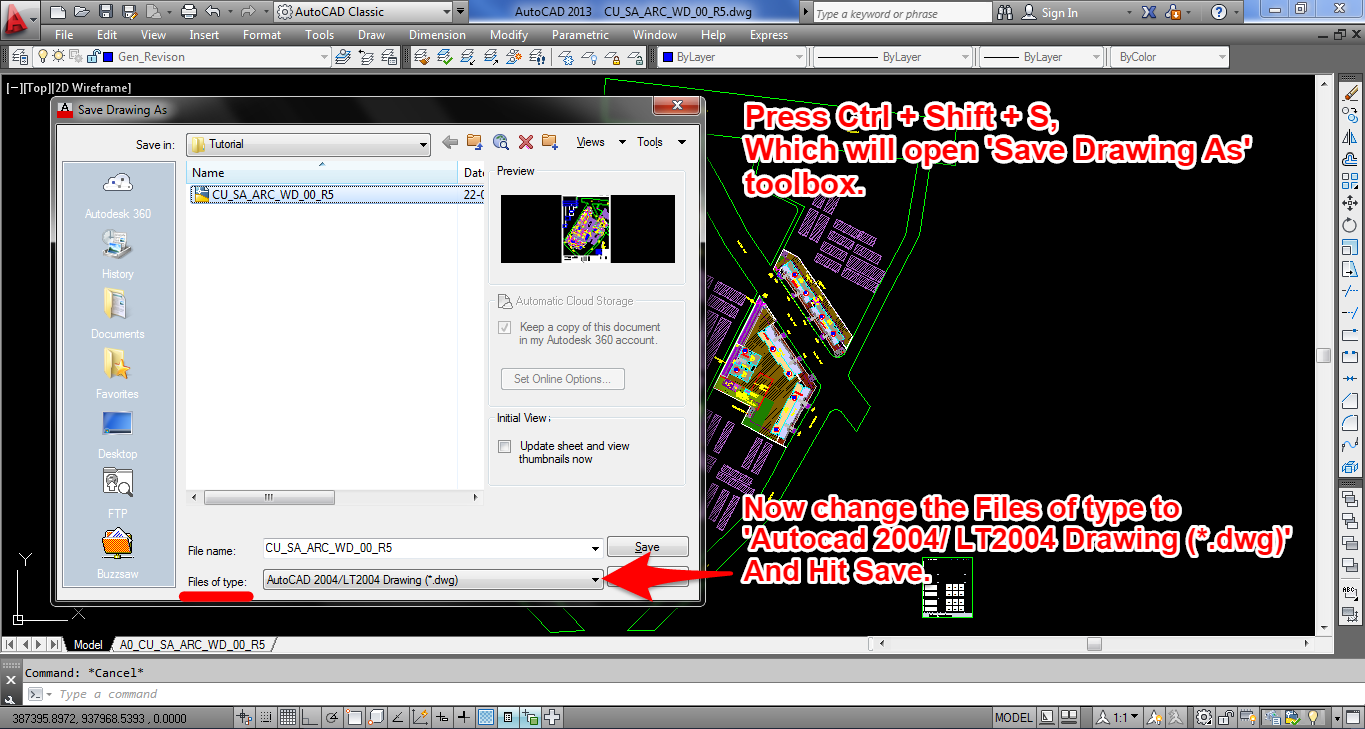 AutoCAD Classic
AutoCAD 2013 CU_SA_ARC_WD_00_R5.dwg
Type a keyword or phrase
Sign In
File Edit View Insert Format Tools Draw Dimension Modify Parametric Window Help Express
Gen_Revison
ByLayer
ByLayer
ByLayer
ByColor
[−][Top][2D Wireframe]
Save Drawing As
Press Ctrl + Shift + S,
Which will open 'Save Drawing As'
toolbox.
Save in:
Tutorial
Views
Tools
Name
CU_SA_ARC_WD_00_R5
22-0
Preview
Autodesk 360
History
Documents
Favorites
Desktop
FTP
Buzzsaw
Automatic Cloud Storage
Keep a copy of this document
in my Autodesk 360 account.
Set Online Options...
Initial View:
Update sheet and view
thumbnails now
File name:
CU_SA_ARC_WD_00_R5
Save
Files of type:
AutoCAD 2004/LT2004 Drawing (*.dwg)
Now change the Files of type to
'Autocad 2004/ LT2004 Drawing (*.dwg)'
And Hit Save.
Y
X
Model
A0_CU_SA_ARC_WD_00_R5
Command: *Cancel*
Type a command
387395.8972, 937968.5393 , 0.0000
MODEL
1:1
ABC